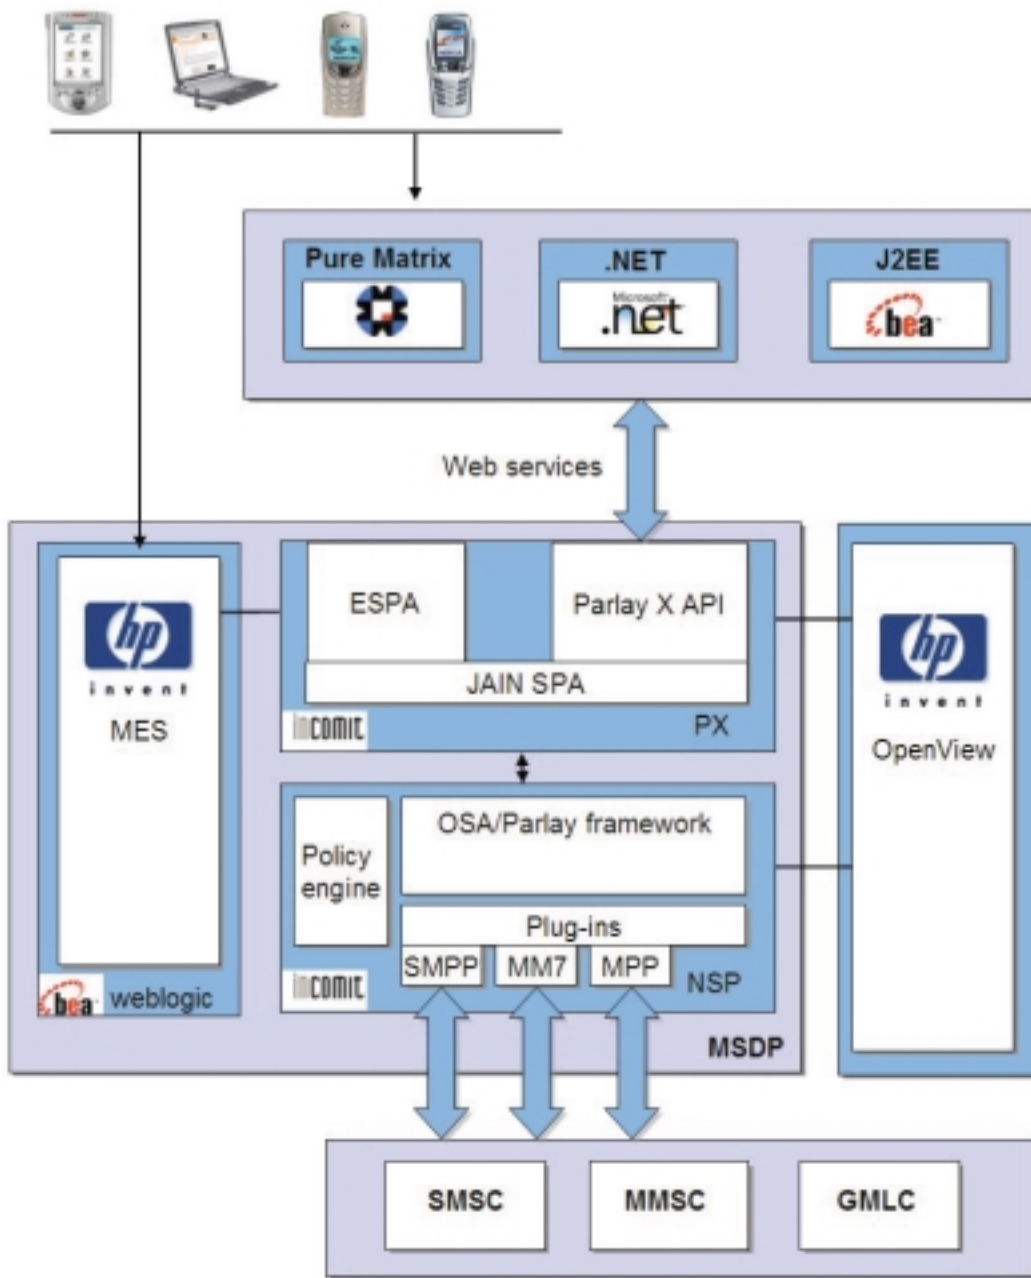 Pure Matrix
.NET
J2EE
Microsoft
.net
bea
Web services
hp
invent
MES
ESPA
Parlay X API
JAIN SPA
incomit
PX
hp
invent
OpenView
Policy
engine
OSA/Parlay framework
Plug-ins
SMPP
MM7
MPP
incomit
NSP
bea
weblogic
MSDP
SMSC
MMSC
GMLC